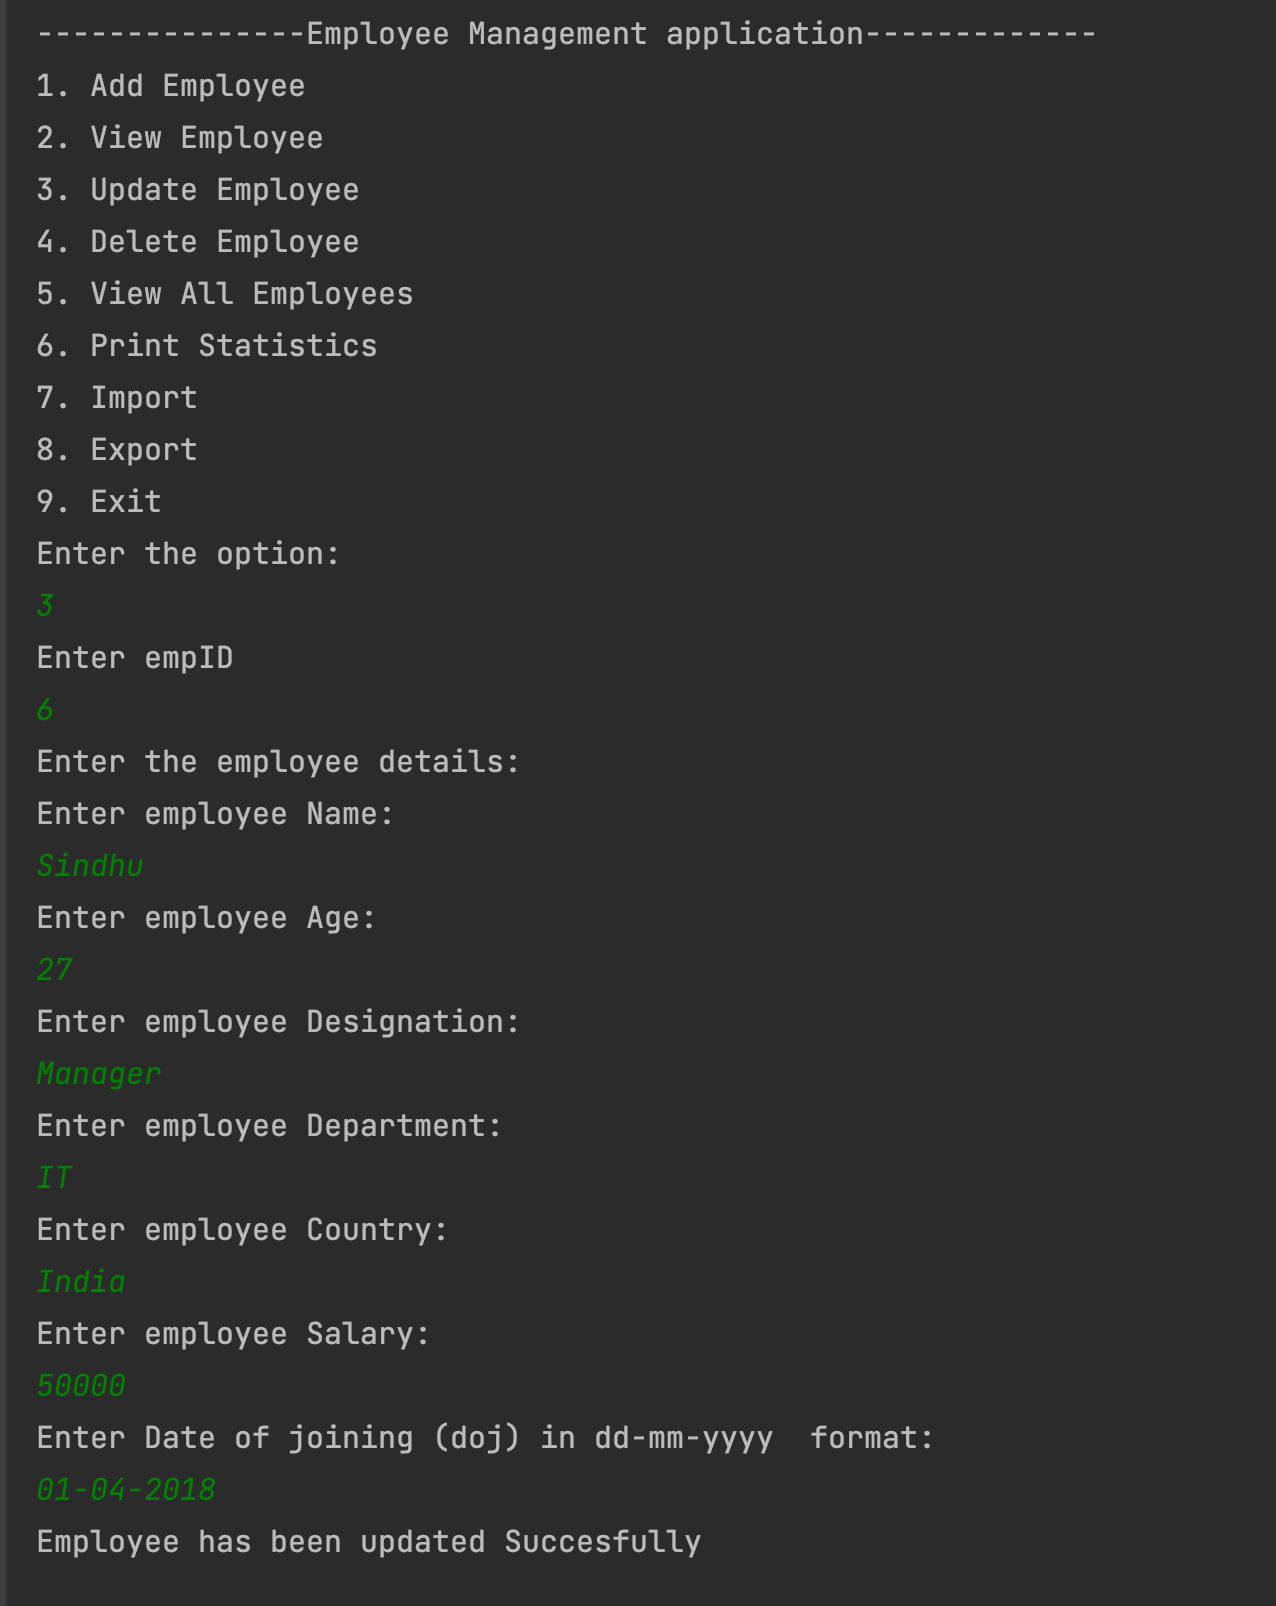 ---------------Employee Management application-------------
1. Add Employee
2. View Employee
3. Update Employee
4. Delete Employee
5. View All Employees
6. Print Statistics
7. Import
8. Export
9. Exit
Enter the option:
3
Enter empID
6
Enter the employee details:
Enter employee Name:
Sindhu
Enter employee Age:
27
Enter employee Designation:
Manager
Enter employee Department:
IT
Enter employee Country:
India
Enter employee Salary:
50000
Enter Date of joining (doj) in dd-mm-yyyy  format:
01-04-2018
Employee has been updated Succesfully